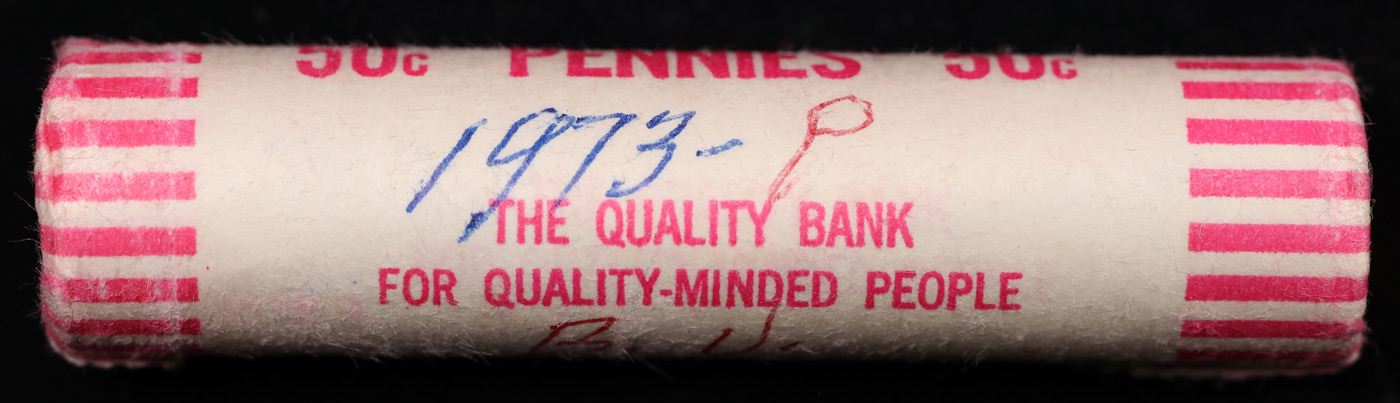 50c PENNIES 50c
1973- P
THE QUALITY BANK
FOR QUALITY-MINDED PEOPLE
B. U.